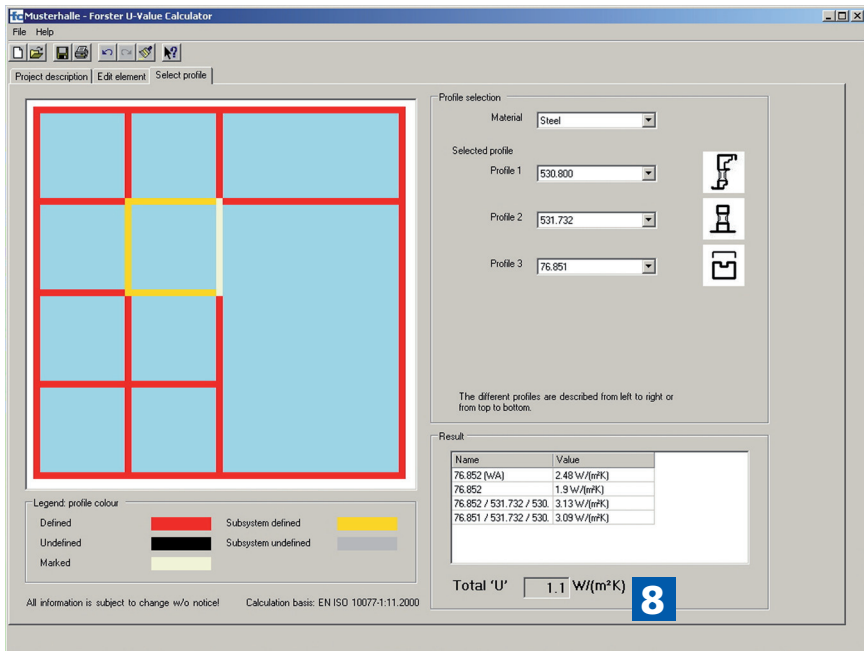 Musterhalle - Forster U-Value Calculator
File Help
Project description Edit element Select profile
Profile selection
Material Steel
Selected profile
Profile 1 530.800
Profile 2 531.732
Profile 3 76.851
The different profiles are described from left to right or
from top to bottom.
Result
Name Value
76.852 (WA) 2.48 W/(m²K)
76.852 1.9 W/(m²K)
76.852 / 531.732 / 530. 3.13 W/(m²K)
76.851 / 531.732 / 530. 3.09 W/(m²K)
Total 'U' 1.1 W/(m²K)
8
Legend: profile colour
Defined Subsystem defined
Undefined Subsystem undefined
Marked
All information is subject to change w/o notice! Calculation basis: EN ISO 10077-1:11.2000